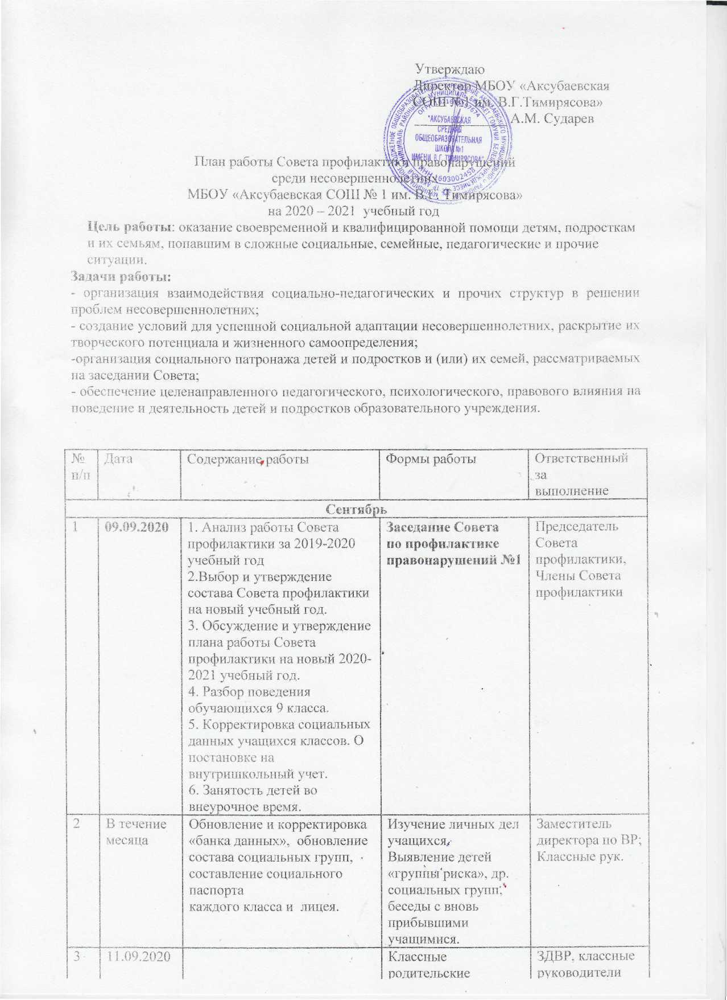 Утверждаю
Директор МБОУ «Аксубаевская
СОШ №1 им. В.Г.Тимирясова»
А.М. Сударев
"АКСУБАЕВСКАЯ
СРЕДНЯЯ
ОБЩЕОБРАЗОВАТЕЛЬНАЯ
ШКОЛА №1
ИМЕНИ В.Г. ТИМИРЯСОВА"
ИНН 1603002458
План работы Совета профилактики правонарушений
среди несовершеннолетних
МБОУ «Аксубаевская СОШ № 1 им. В.Г. Тимирясова»
на 2020 – 2021 учебный год
Цель работы: оказание своевременной и квалифицированной помощи детям, подросткам
и их семьям, попавшим в сложные социальные, семейные, педагогические и прочие
ситуации.
Задачи работы:
- организация взаимодействия социально-педагогических и прочих структур в решении
проблем несовершеннолетних;
- создание условий для успешной социальной адаптации несовершеннолетних, раскрытие их
творческого потенциала и жизненного самоопределения;
-организация социального патронажа детей и подростков и (или) их семей, рассматриваемых
на заседании Совета;
- обеспечение целенаправленного педагогического, психологического, правового влияния на
поведение и деятельность детей и подростков образовательного учреждения.
№
п/п
Дата
Содержание работы
Формы работы
Ответственный
за
выполнение
Сентябрь
1
09.09.2020
1. Анализ работы Совета
профилактики за 2019-2020
учебный год
2.Выбор и утверждение
состава Совета профилактики
на новый учебный год.
3. Обсуждение и утверждение
плана работы Совета
профилактики на новый 2020-
2021 учебный год.
4. Разбор поведения
обучающихся 9 класса.
5. Корректировка социальных
данных учащихся классов. О
постановке на
внутришкольный учет.
6. Занятость детей во
внеурочное время.
Заседание Совета
по профилактике
правонарушений №1
Председатель
Совета
профилактики,
Члены Совета
профилактики
2
В течение
месяца
Обновление и корректировка
«банка данных», обновление
состава социальных групп,
составление социального
паспорта
каждого класса и лицея.
Изучение личных дел
учащихся,
Выявление детей
«группы риска», др.
социальных групп;
беседы с вновь
прибывшими
учащимися.
Заместитель
директора по ВР;
Классные рук.
3
11.09.2020
Классные
родительские
ЗДВР, классные
руководители